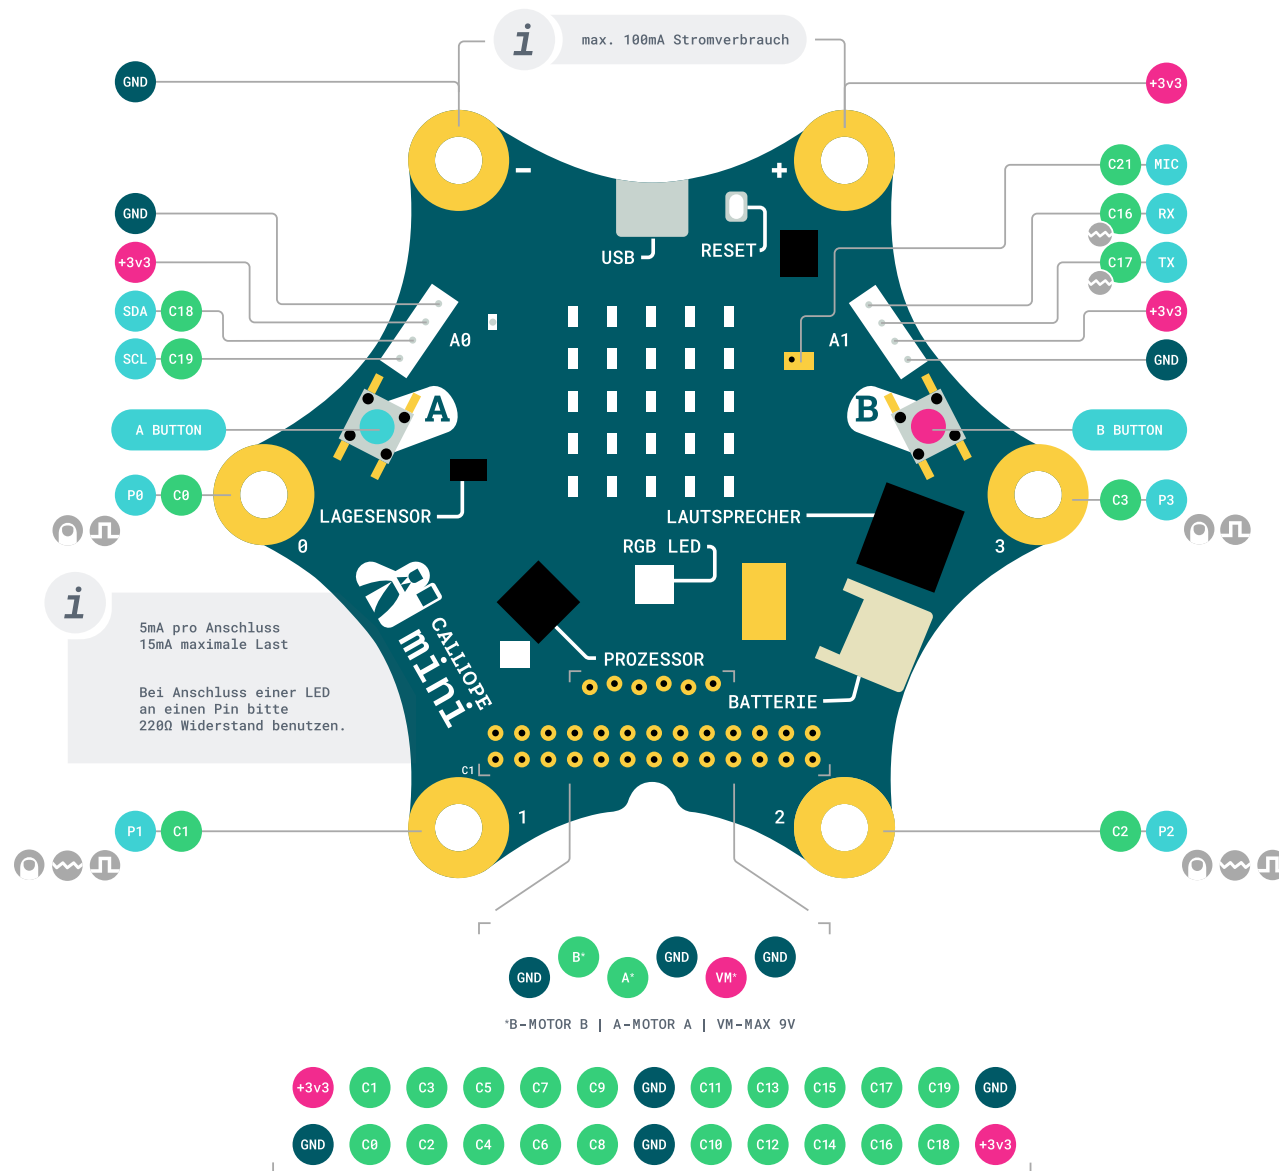 i max. 100mA Stromverbrauch
GND
+3v3
- +
C21 MIC
GND
C16 RX
USB
RESET
+3v3
C17 TX
SDA C18
+3v3
A0
A1
SCL C19
GND
A
B
A BUTTON
B BUTTON
P0 C0
C3 P3
LAGESENSOR
LAUTSPRECHER
0
RGB LED
3
i
5mA pro Anschluss
15mA maximale Last
Bei Anschluss einer LED
an einen Pin bitte
220Ω Widerstand benutzen.
CALLIOPE
mini
PROZESSOR
BATTERIE
C1
1
2
P1 C1
C2 P2
GND B* A* GND VM* GND
*B-MOTOR B | A-MOTOR A | VM-MAX 9V
+3v3 C1 C3 C5 C7 C9 GND C11 C13 C15 C17 C19 GND
GND C0 C2 C4 C6 C8 GND C10 C12 C14 C16 C18 +3v3